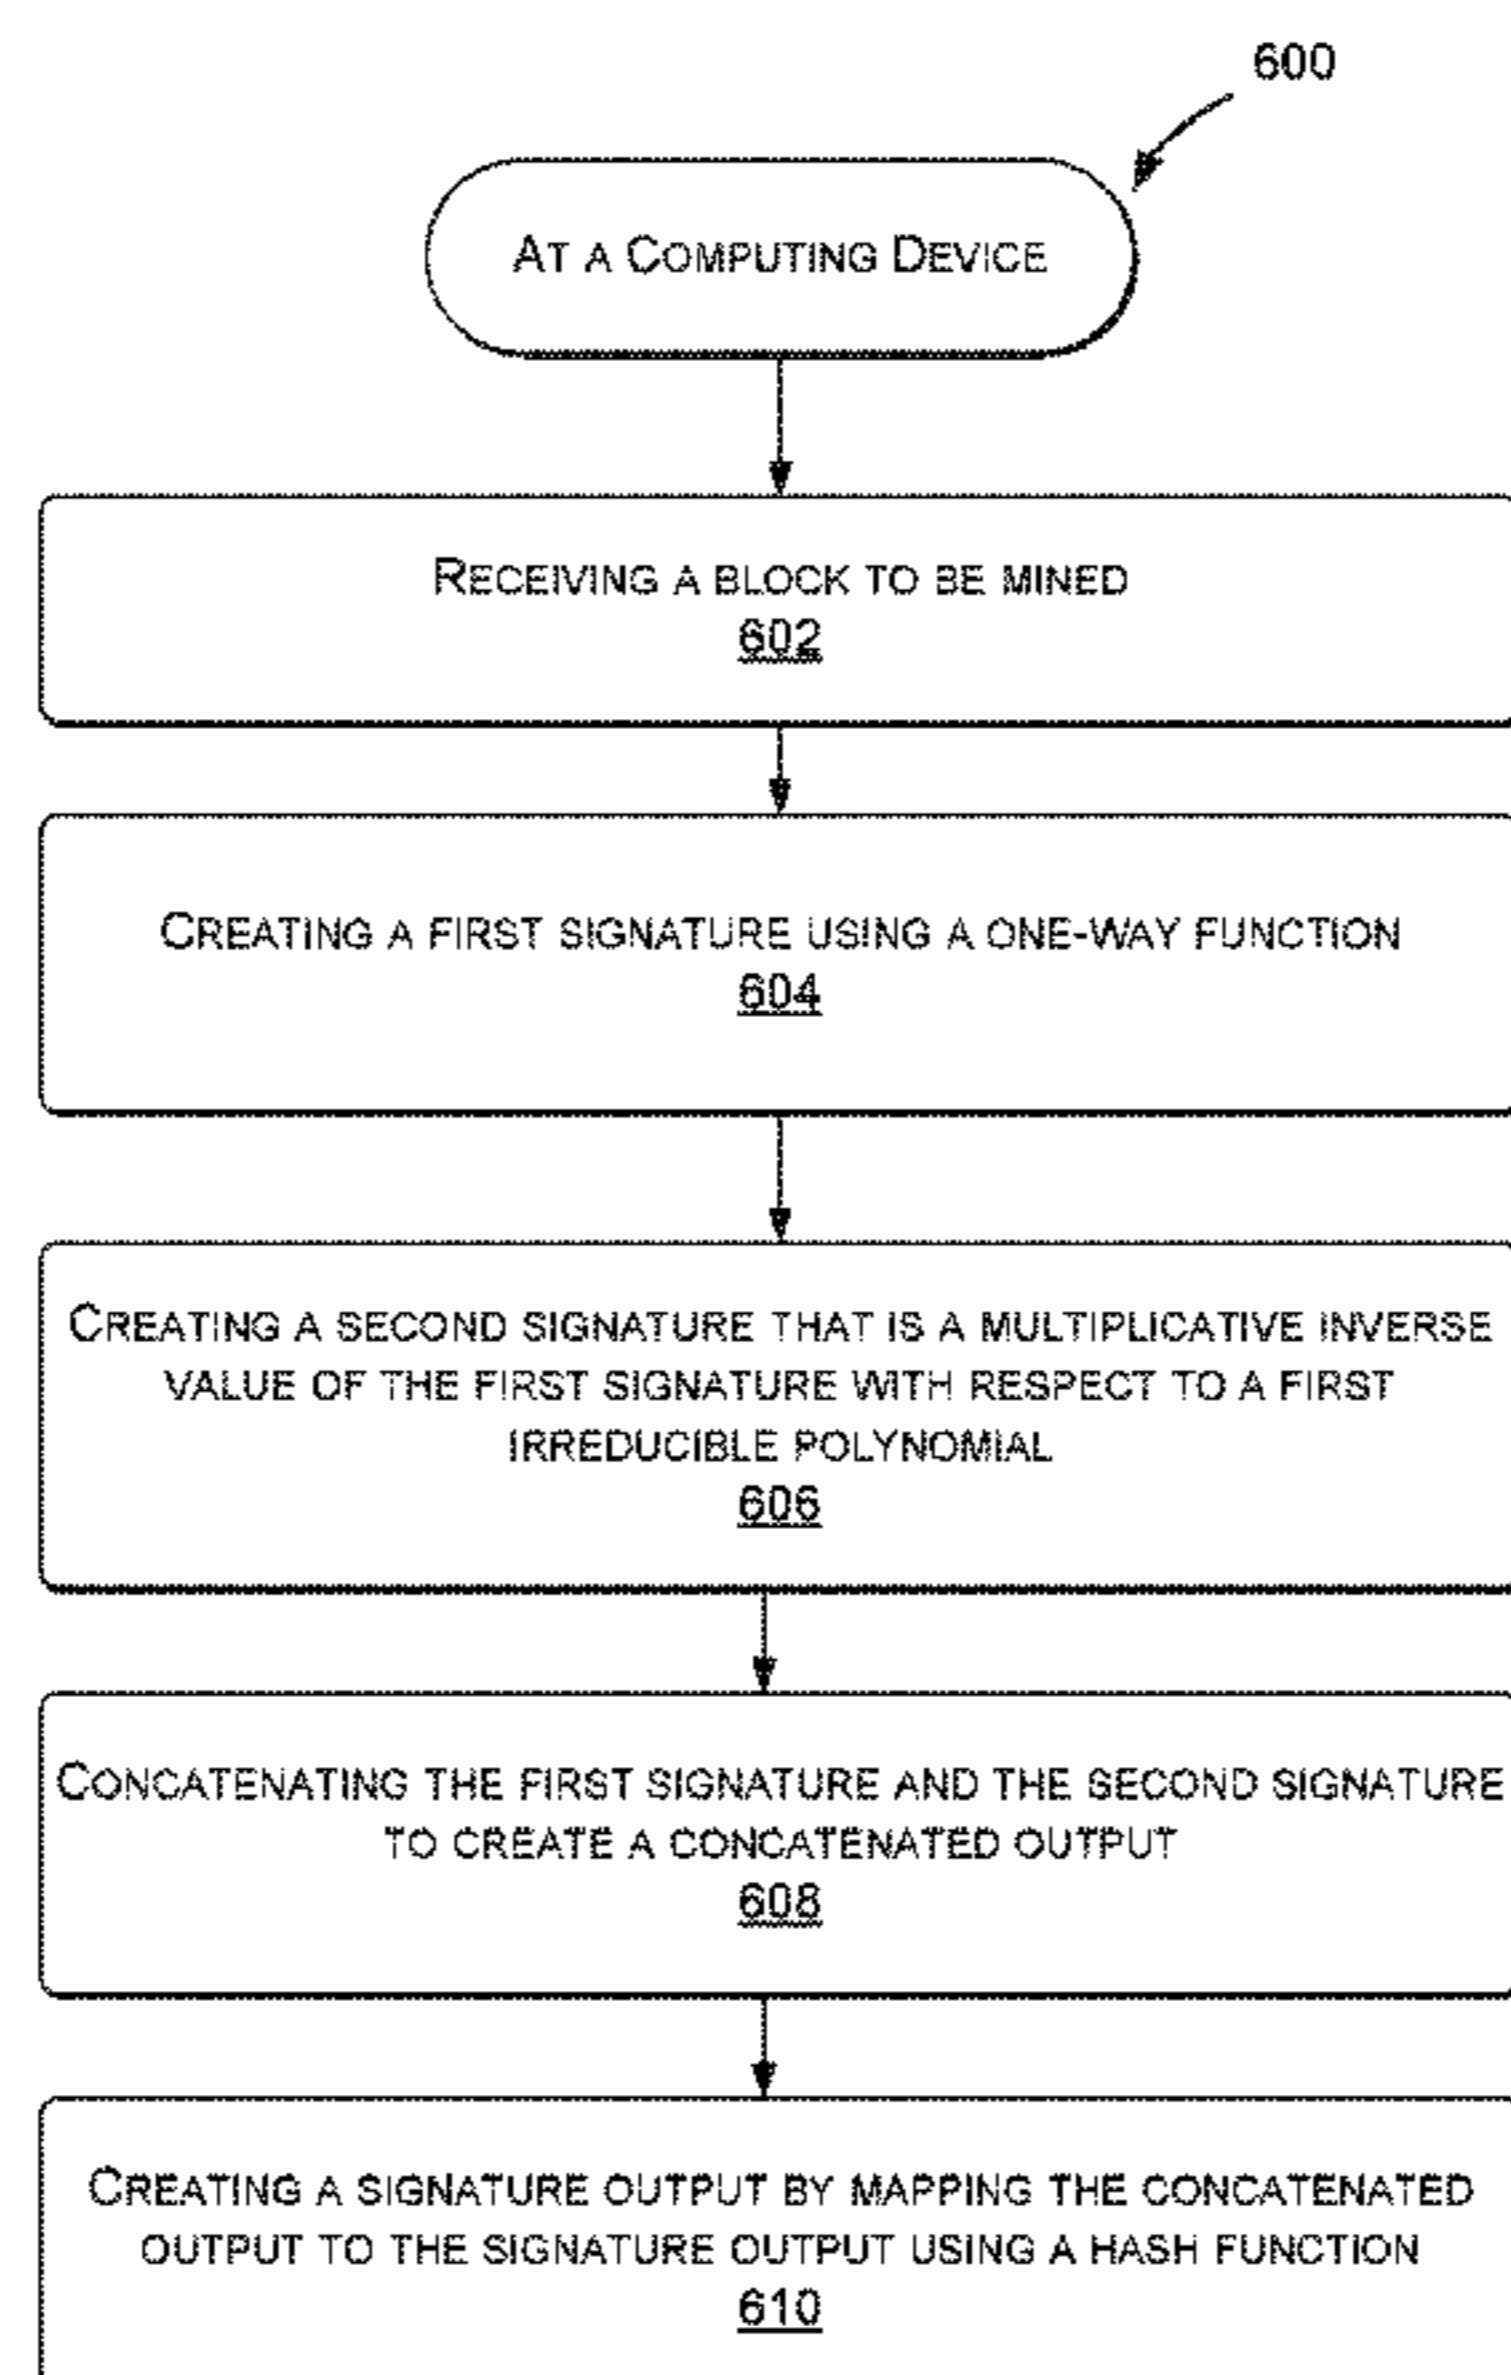 600
AT A COMPUTING DEVICE
RECEIVING A BLOCK TO BE MINED
602
CREATING A FIRST SIGNATURE USING A ONE-WAY FUNCTION
604
CREATING A SECOND SIGNATURE THAT IS A MULTIPLICATIVE INVERSE
VALUE OF THE FIRST SIGNATURE WITH RESPECT TO A FIRST
IRREDUCIBLE POLYNOMIAL
606
CONCATENATING THE FIRST SIGNATURE AND THE SECOND SIGNATURE
TO CREATE A CONCATENATED OUTPUT
608
CREATING A SIGNATURE OUTPUT BY MAPPING THE CONCATENATED
OUTPUT TO THE SIGNATURE OUTPUT USING A HASH FUNCTION
610